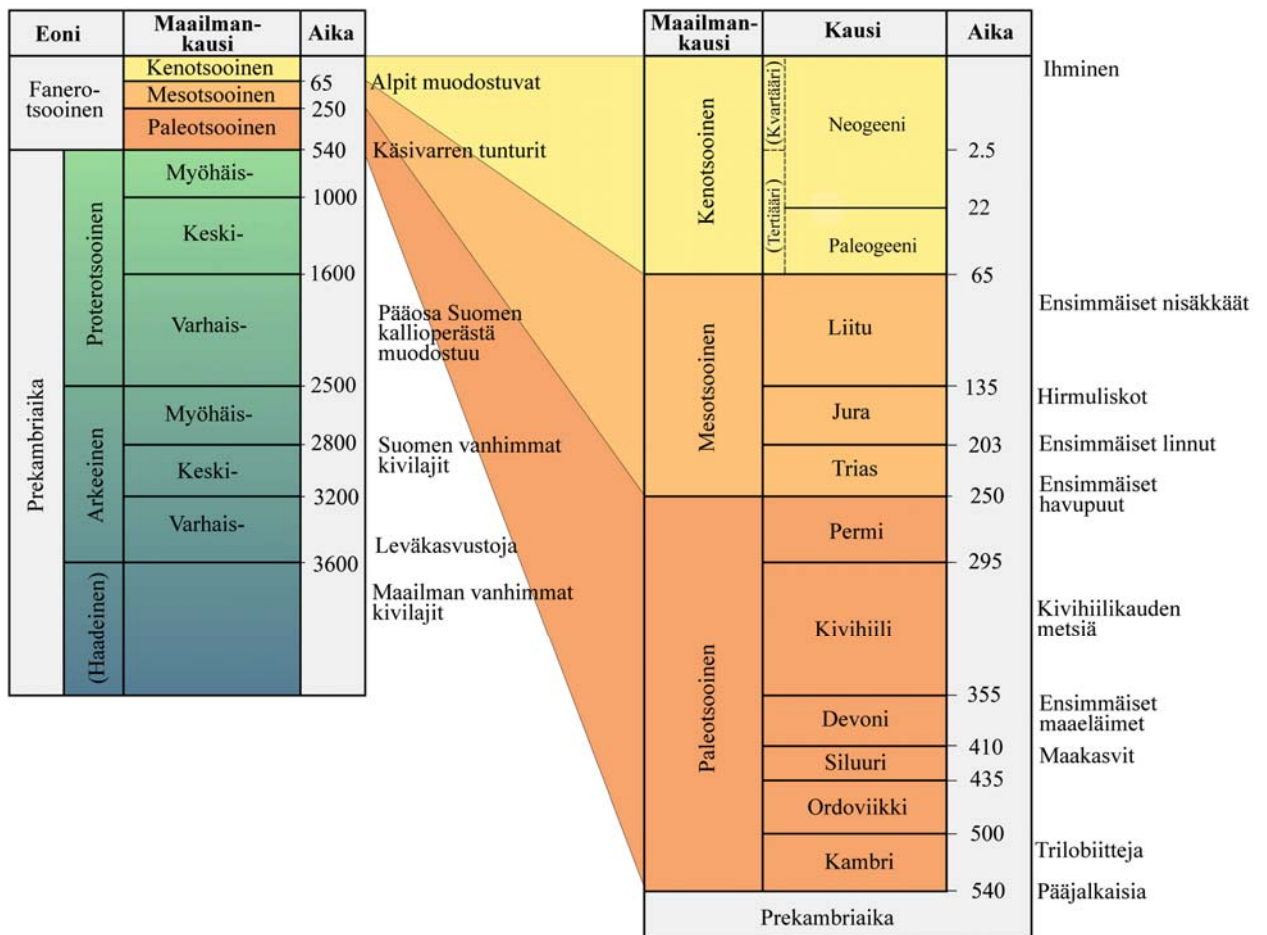 Eoni
Maailman-
kausi
Aika
Fanero-
tsooinen
Kenotsooinen
65
Mesotsooinen
250
Paleotsooinen
540
Prekambriaika
Proterotsooinen
Myöhäis-
1000
Keski-
1600
Varhais-
2500
Arkeeinen
Myöhäis-
2800
Keski-
3200
Varhais-
3600
(Haadeinen)
Alpit muodostuvat
Käsivarren tunturit
Pääosa Suomen
kallioperästä
muodostuu
Suomen vanhimmat
kivilajit
Leväkasvustoja
Maailman vanhimmat
kivilajit
Maailman-
kausi
Kausi
Aika
Kenotsooinen
(Kvartääri)
(Tertiääri)
Neogeeni
2.5
22
Paleogeeni
65
Mesotsooinen
Liitu
135
Jura
203
Trias
250
Paleotsooinen
Permi
295
Kivihiili
355
Devoni
410
Siluuri
435
Ordoviikki
500
Kambri
540
Prekambriaika
Ihminen
Ensimmäiset nisäkkäät
Hirmuliskot
Ensimmäiset linnut
Ensimmäiset
havupuut
Kivihiilikauden
metsiä
Ensimmäiset
maaeläimet
Maakasvit
Trilobiitteja
Pääjalkaisia